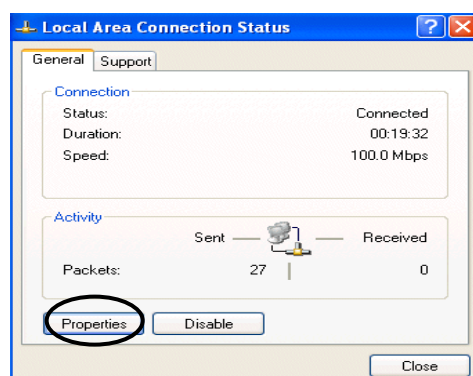 Local Area Connection Status
General Support
Connection
Status: Connected
Duration: 00:19:32
Speed: 100.0 Mbps
Activity
Sent Received
Packets: 27 0
Properties Disable
Close